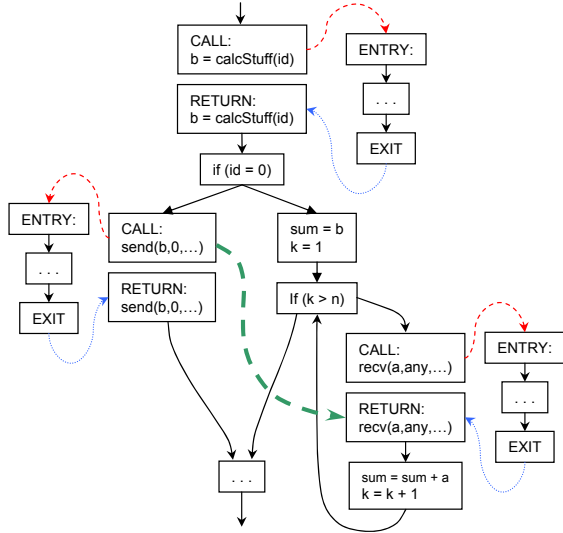 CALL:
b = calcStuff(id)
ENTRY:
. . .
EXIT
RETURN:
b = calcStuff(id)
if (id = 0)
ENTRY:
. . .
EXIT
CALL:
send(b,0,…)
RETURN:
send(b,0,…)
sum = b
k = 1
If (k > n)
CALL:
recv(a,any,…)
ENTRY:
. . .
EXIT
RETURN:
recv(a,any,…)
sum = sum + a
k = k + 1
. . .